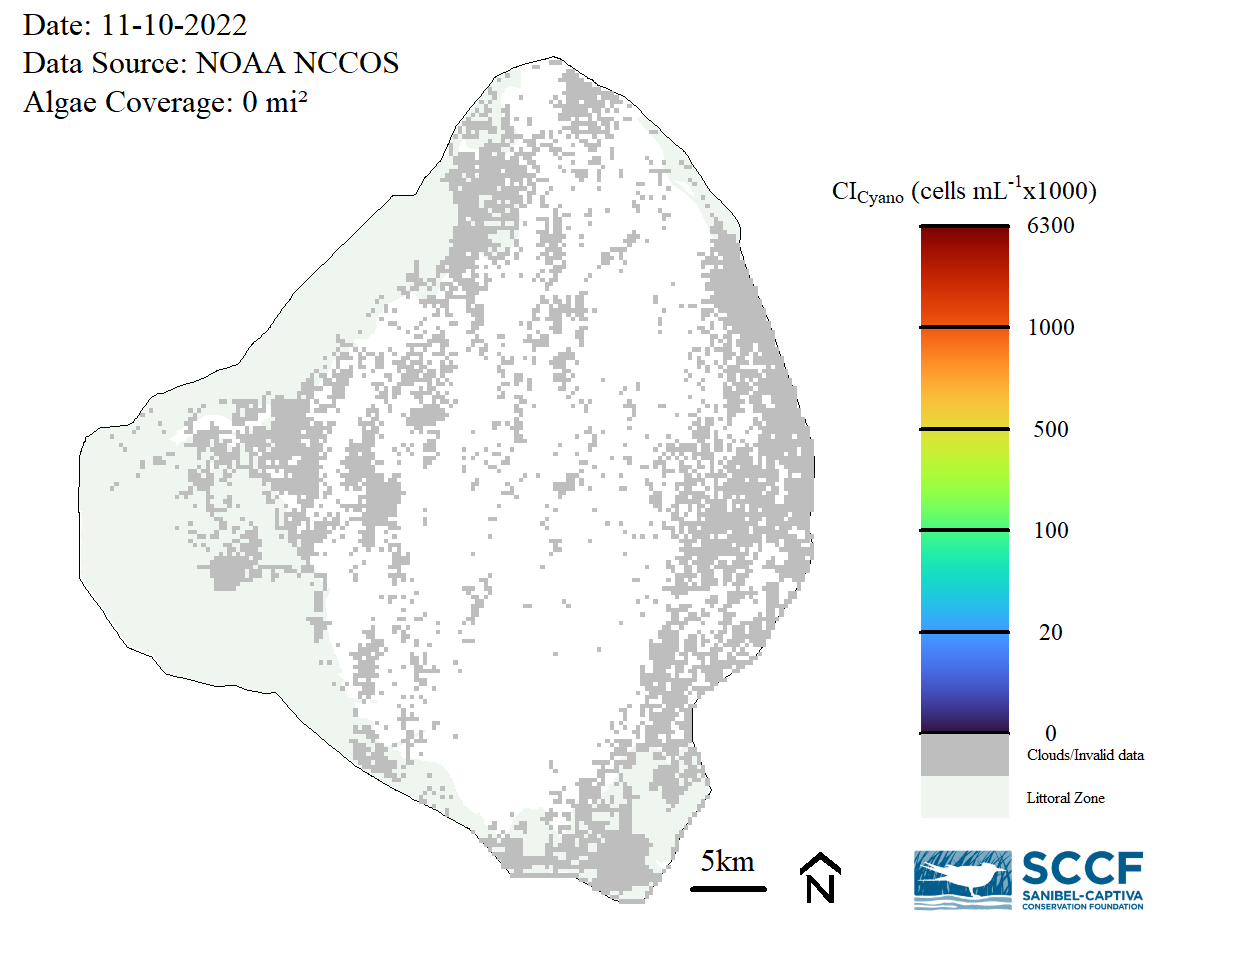 Date: 11-10-2022
Data Source: NOAA NCCOS
Algae Coverage: 0 mi²
CICyano (cells mL-1x1000)
6300
1000
500
100
20
0
Clouds/Invalid data
Littoral Zone
5km
N
SCCF
SANIBEL-CAPTIVA
CONSERVATION FOUNDATION